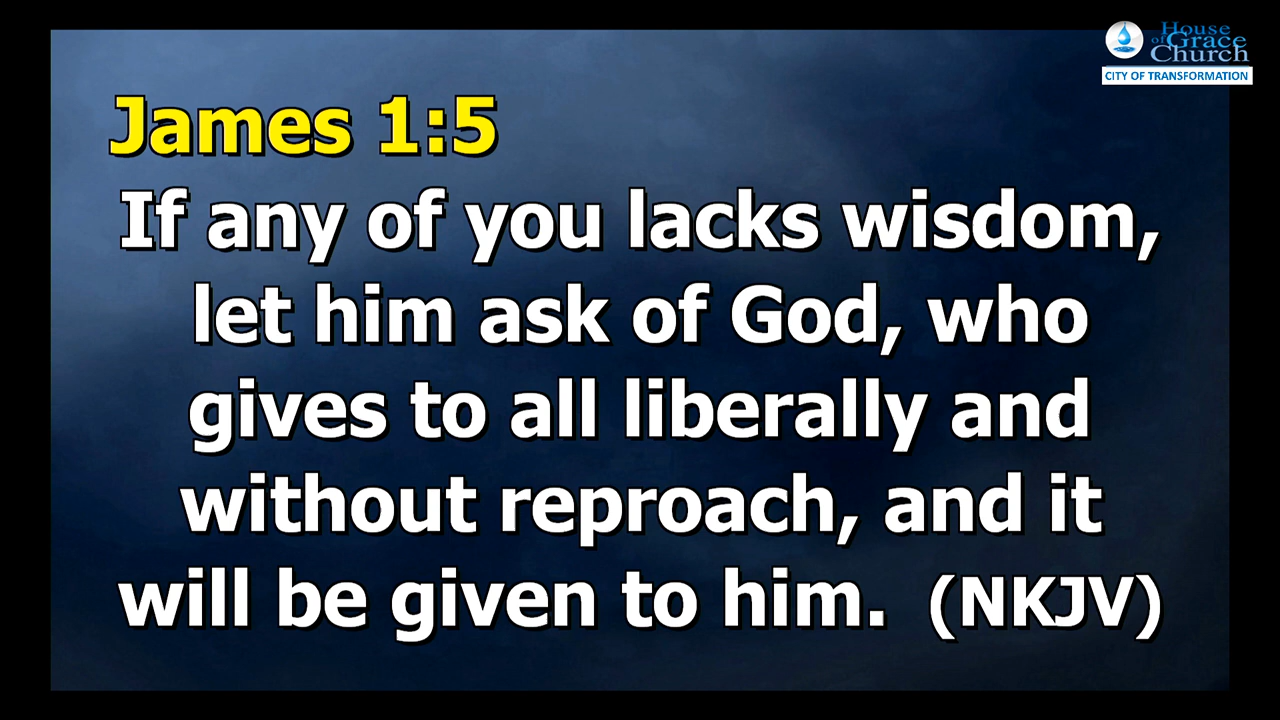 House
of Grace
Church
CITY OF TRANSFORMATION
James 1:5
If any of you lacks wisdom,
let him ask of God, who
gives to all liberally and
without reproach, and it
will be given to him. (NKJV)